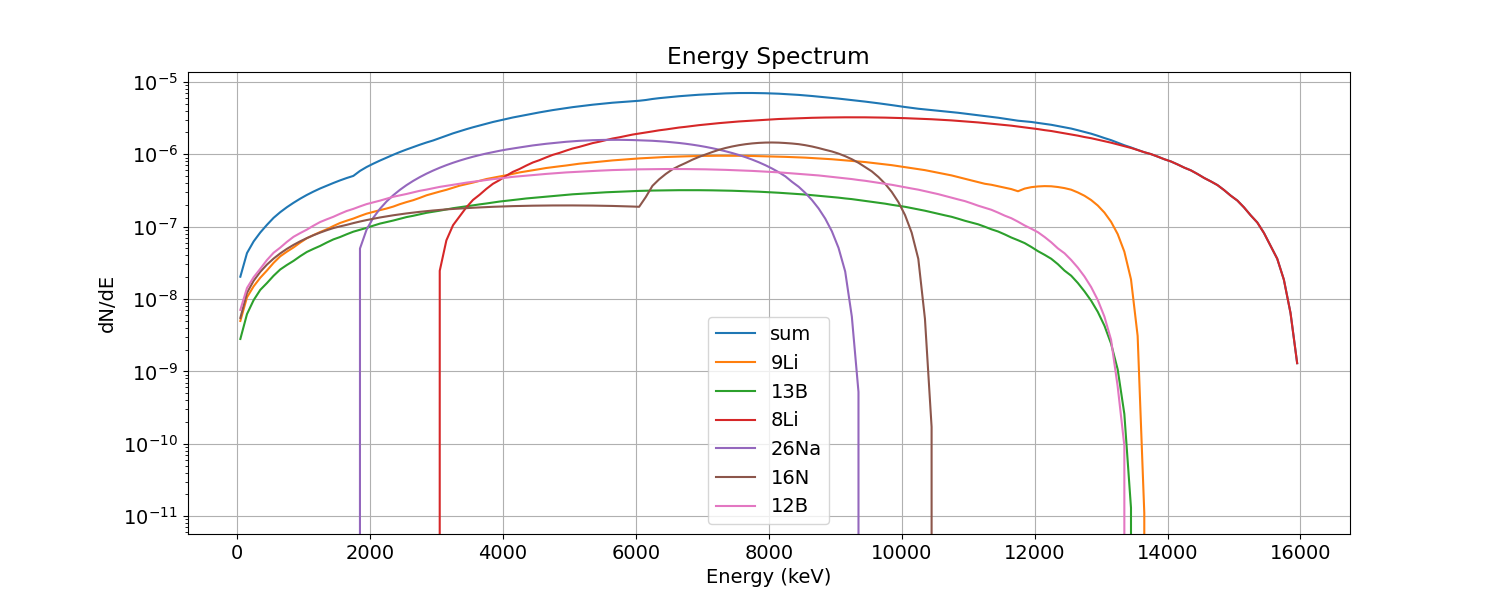 Energy Spectrum
dN/dE
10⁻⁵
10⁻⁶
10⁻⁷
10⁻⁸
10⁻⁹
10⁻¹⁰
10⁻¹¹
sum
9Li
13B
8Li
26Na
16N
12B
0 2000 4000 6000 8000 10000 12000 14000 16000
Energy (keV)